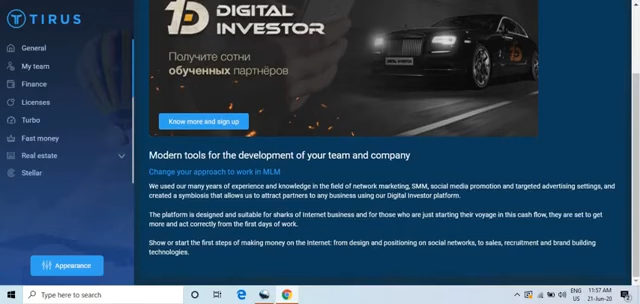 TIRUS
General
My team
Finance
Licenses
Turbo
Fast money
Real estate
Stellar
Appearance
DIGITAL
INVESTOR
Получите сотни
обученных партнёров
DIGITAL INVESTOR
Know more and sign up
Modern tools for the development of your team and company
Change your approach to work in MLM
We used our many years of experience and knowledge in the field of network marketing, SMM, social media promotion and targeted advertising settings, and
created a symbiosis that allows us to attract partners to any business using our Digital Investor platform.
The platform is designed and suitable for sharks of Internet business and for those who are just starting their voyage in this cash flow, they are set to get
more and act correctly from the first days of work.
Show or start the first steps of making money on the Internet: from design and positioning on social networks, to sales, recruitment and brand building
technologies.
Type here to search
ENG
US
11:57 AM
21-Jun-20